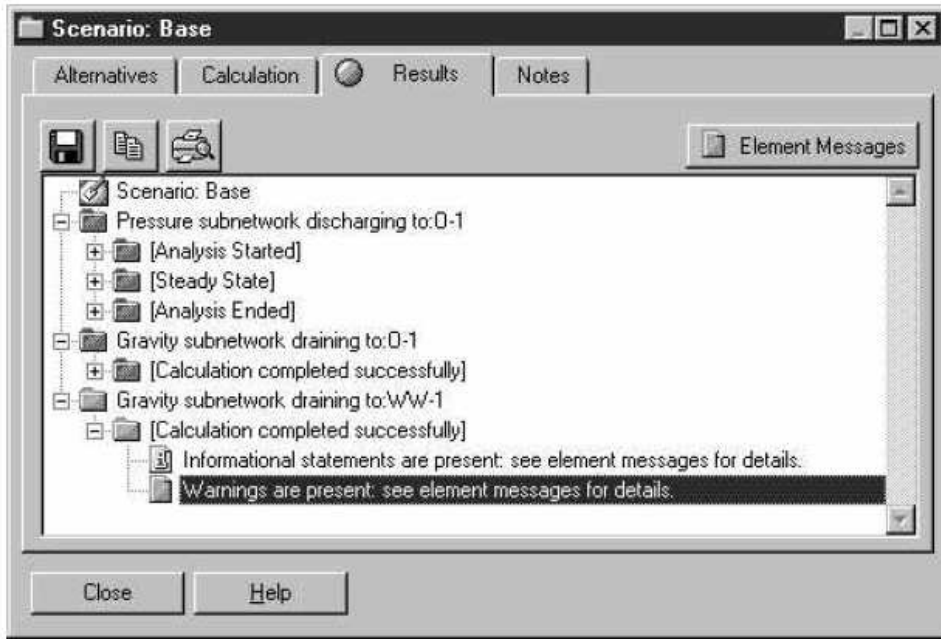 Scenario: Base
Alternatives Calculation Results Notes
Element Messages
Scenario: Base
Pressure subnetwork discharging to:O-1
[Analysis Started]
[Steady State]
[Analysis Ended]
Gravity subnetwork draining to:O-1
[Calculation completed successfully]
Gravity subnetwork draining to:WW-1
[Calculation completed successfully]
Informational statements are present: see element messages for details.
Warnings are present: see element messages for details.
Close Help